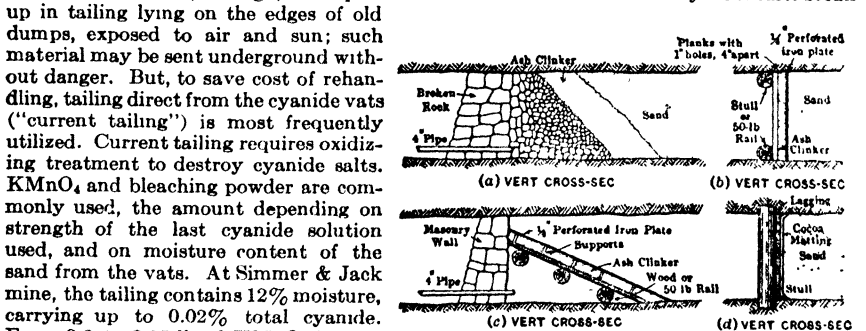 up in tailing lying on the edges of old
dumps, exposed to air and sun; such
material may be sent underground with-
out danger. But, to save cost of rehan-
dling, tailing direct from the cyanide vats
("current tailing") is most frequently
utilized. Current tailing requires oxidiz-
ing treatment to destroy cyanide salts.
KMnO₄ and bleaching powder are com-
monly used, the amount depending on
strength of the last cyanide solution
used, and on moisture content of the
sand from the vats. At Simmer & Jack
mine, the tailing contains 12% moisture,
carrying up to 0.02% total cyanide.
Ash Clinker
Broken
Rock
Sand
4" Pipe
(a) VERT CROSS-SEC
Planks with
1" holes, 4" apart
Perforated
iron plate
Stull
or
50-lb
Rail
Sand
Ash
Clinker
(b) VERT CROSS-SEC
Masonry
Wall
1/8" Perforated Iron Plate
Supports
Ash Clinker
4" Pipe
Wood or
50 lb Rail
(c) VERT CROSS-SEC
Lagging
Cocoa
Matting
Sand
Stull
(d) VERT CROSS-SEC